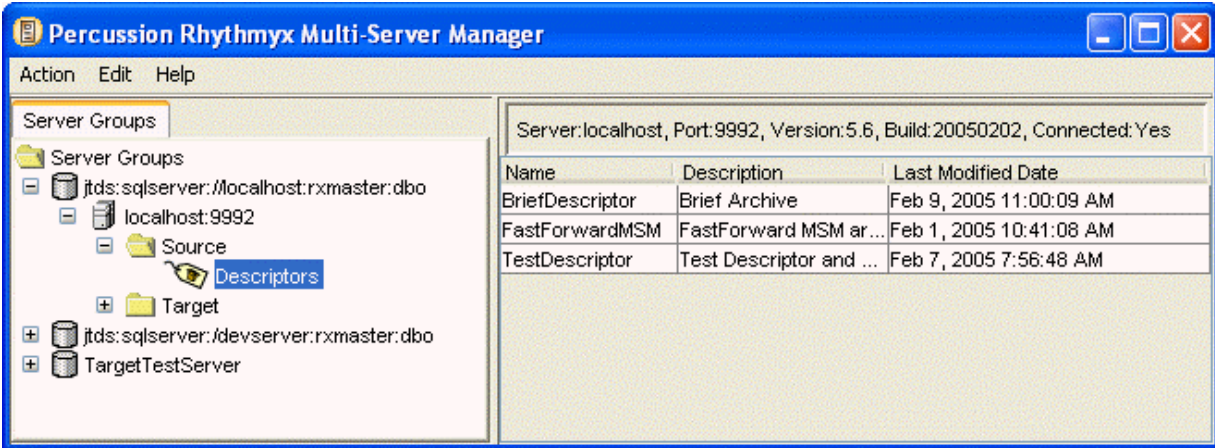 Percussion Rhythmyx Multi-Server Manager
Action Edit Help
Server Groups
Server Groups
jtds:sqlserver://localhost:rxmaster:dbo
localhost:9992
Source
Descriptors
Target
jtds:sqlserver:/devserver:rxmaster:dbo
TargetTestServer
Server:localhost, Port:9992, Version:5.6, Build:20050202, Connected:Yes
Name Description Last Modified Date
BriefDescriptor Brief Archive Feb 9, 2005 11:00:09 AM
FastForwardMSM FastForward MSM ar... Feb 1, 2005 10:41:08 AM
TestDescriptor Test Descriptor and ... Feb 7, 2005 7:56:48 AM